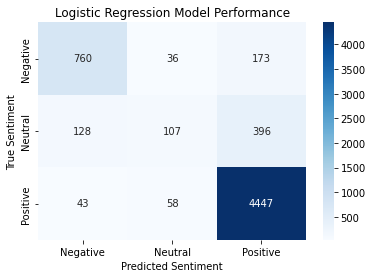 Logistic Regression Model Performance
Negative 760 36 173
Neutral 128 107 396
Positive 43 58 4447
True Sentiment
Negative Neutral Positive
Predicted Sentiment
4000
3500
3000
2500
2000
1500
1000
500